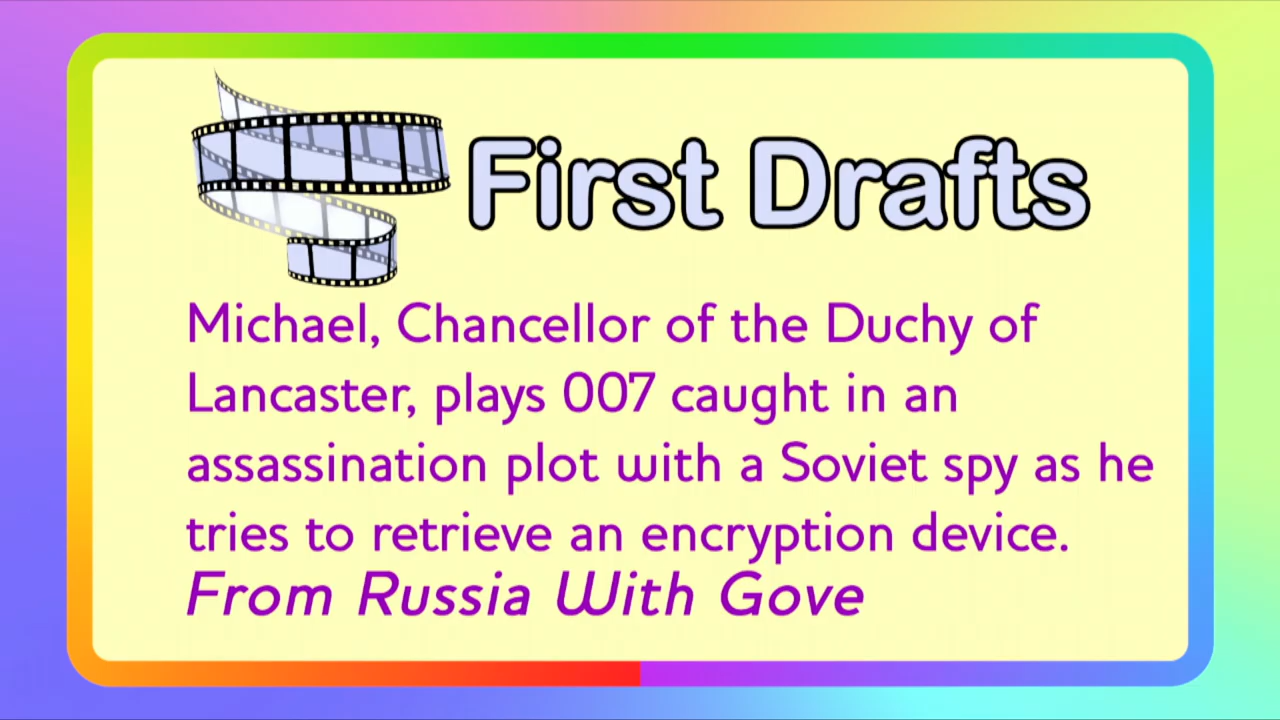 First Drafts
Michael, Chancellor of the Duchy of
Lancaster, plays 007 caught in an
assassination plot with a Soviet spy as he
tries to retrieve an encryption device.
From Russia With Gove